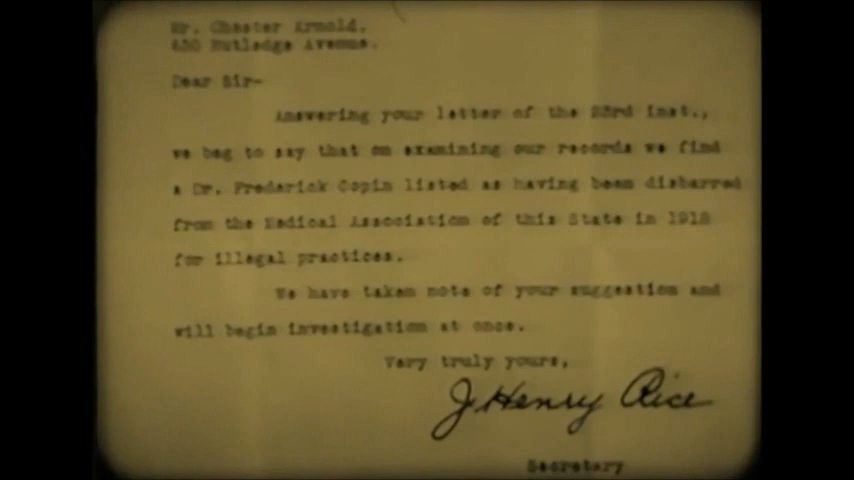 Mr. Chester Arnold,
630 Rutledge Avenue.
Dear Sir-
Answering your letter of the 23rd inst.,
we beg to say that on examining our records we find
a Dr. Frederick Copin listed as having been disbarred
from the Medical Association of this State in 1918
for illegal practices.
We have taken note of your suggestion and
will begin investigation at once.
Very truly yours,
J Henry Rice
Secretary